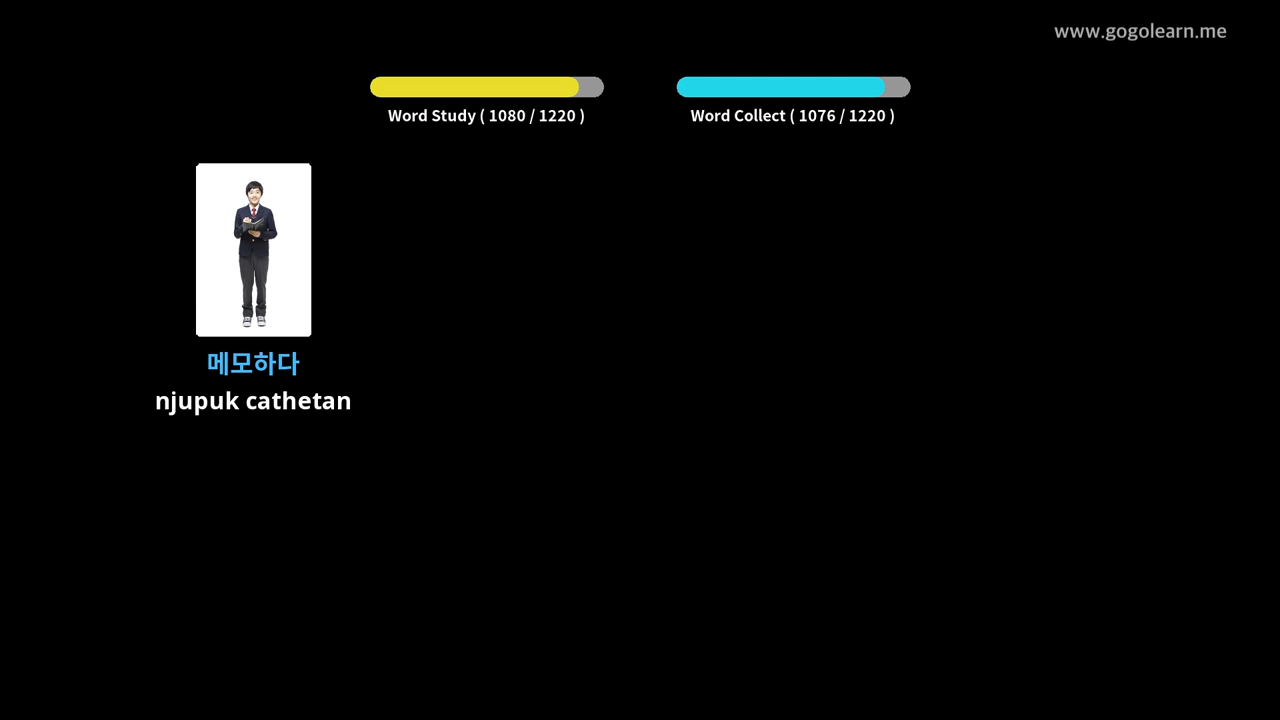 www.gogolearn.me
Word Study ( 1080 / 1220 )
Word Collect ( 1076 / 1220 )
메모하다
njupuk cathetan